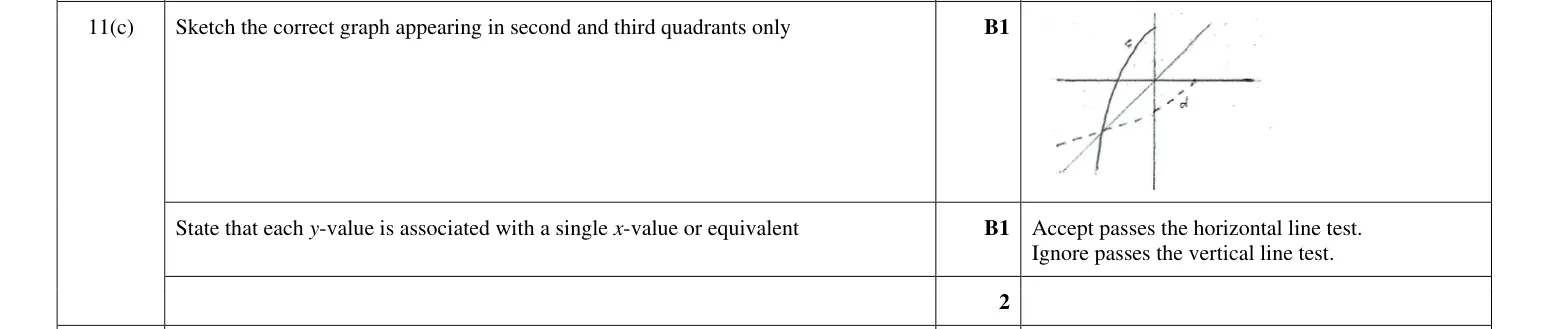 11(c) Sketch the correct graph appearing in second and third quadrants only B1
c
d
State that each y-value is associated with a single x-value or equivalent B1 Accept passes the horizontal line test.
Ignore passes the vertical line test.
2